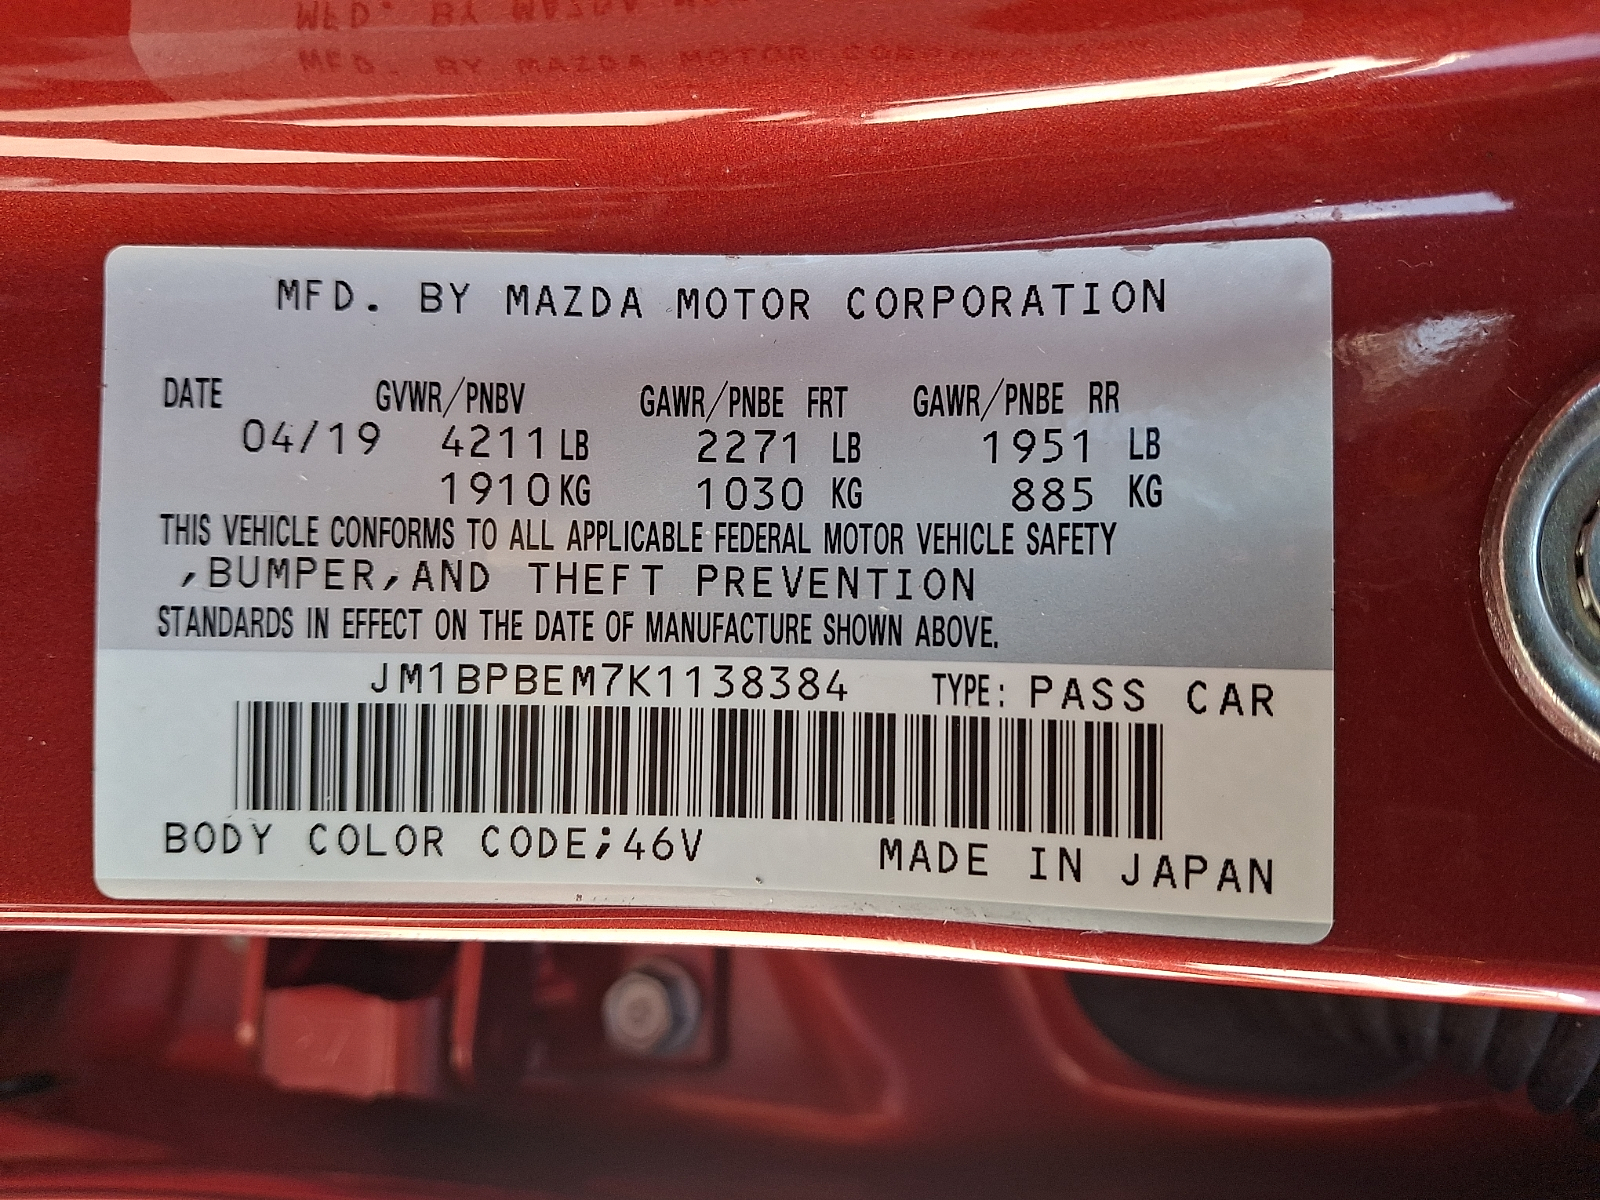 MFD. BY MAZDA MOTOR CORPORATION
DATE GVWR/PNBV GAWR/PNBE FRT GAWR/PNBE RR
04/19 4211 LB 2271 LB 1951 LB
1910 KG 1030 KG 885 KG
THIS VEHICLE CONFORMS TO ALL APPLICABLE FEDERAL MOTOR VEHICLE SAFETY
,BUMPER,AND THEFT PREVENTION
STANDARDS IN EFFECT ON THE DATE OF MANUFACTURE SHOWN ABOVE.
JM1BPBEM7K1138384 TYPE: PASS CAR
BODY COLOR CODE;46V MADE IN JAPAN